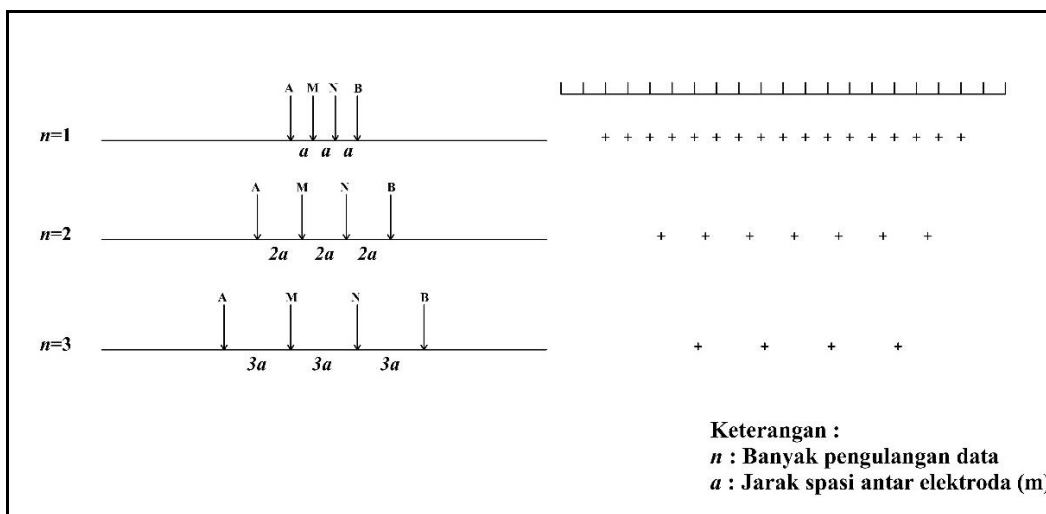 A M N B
n=1
a a a
A M N B
n=2
2a 2a 2a
A M N B
n=3
3a 3a 3a
Keterangan :
n : Banyak pengulangan data
a : Jarak spasi antar elektroda (m)